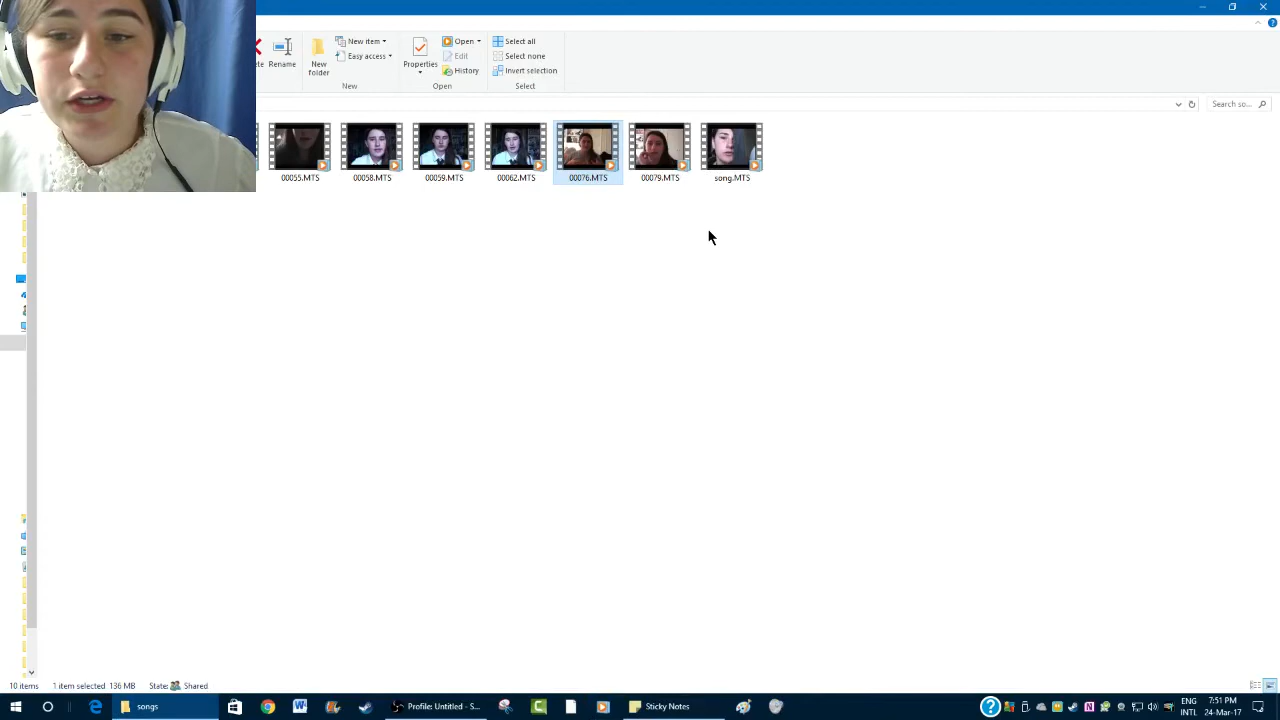 Rename
New folder
New item
Easy access
New
Properties
Open
Edit
History
Open
Select all
Select none
Invert selection
Select
Search so...
00055.MTS
00058.MTS
00059.MTS
00062.MTS
00076.MTS
00079.MTS
song.MTS
10 items
1 item selected 136 MB
State: Shared
songs
Profile: Untitled - S...
Sticky Notes
ENG
INTL
7:51 PM
24-Mar-17